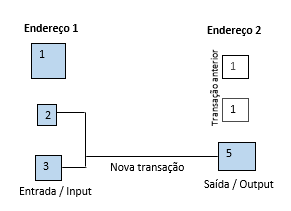 Endereço 1
Endereço 2
1
Transação anterior
1
2
1
3
5
Nova transação
Entrada / Input
Saída / Output